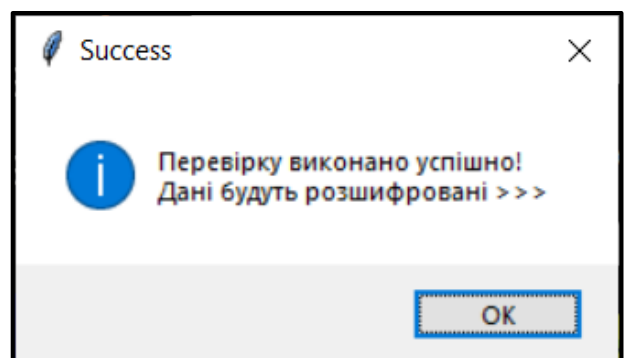 Success
Перевірку виконано успішно!
Дані будуть розшифровані >>>
OK